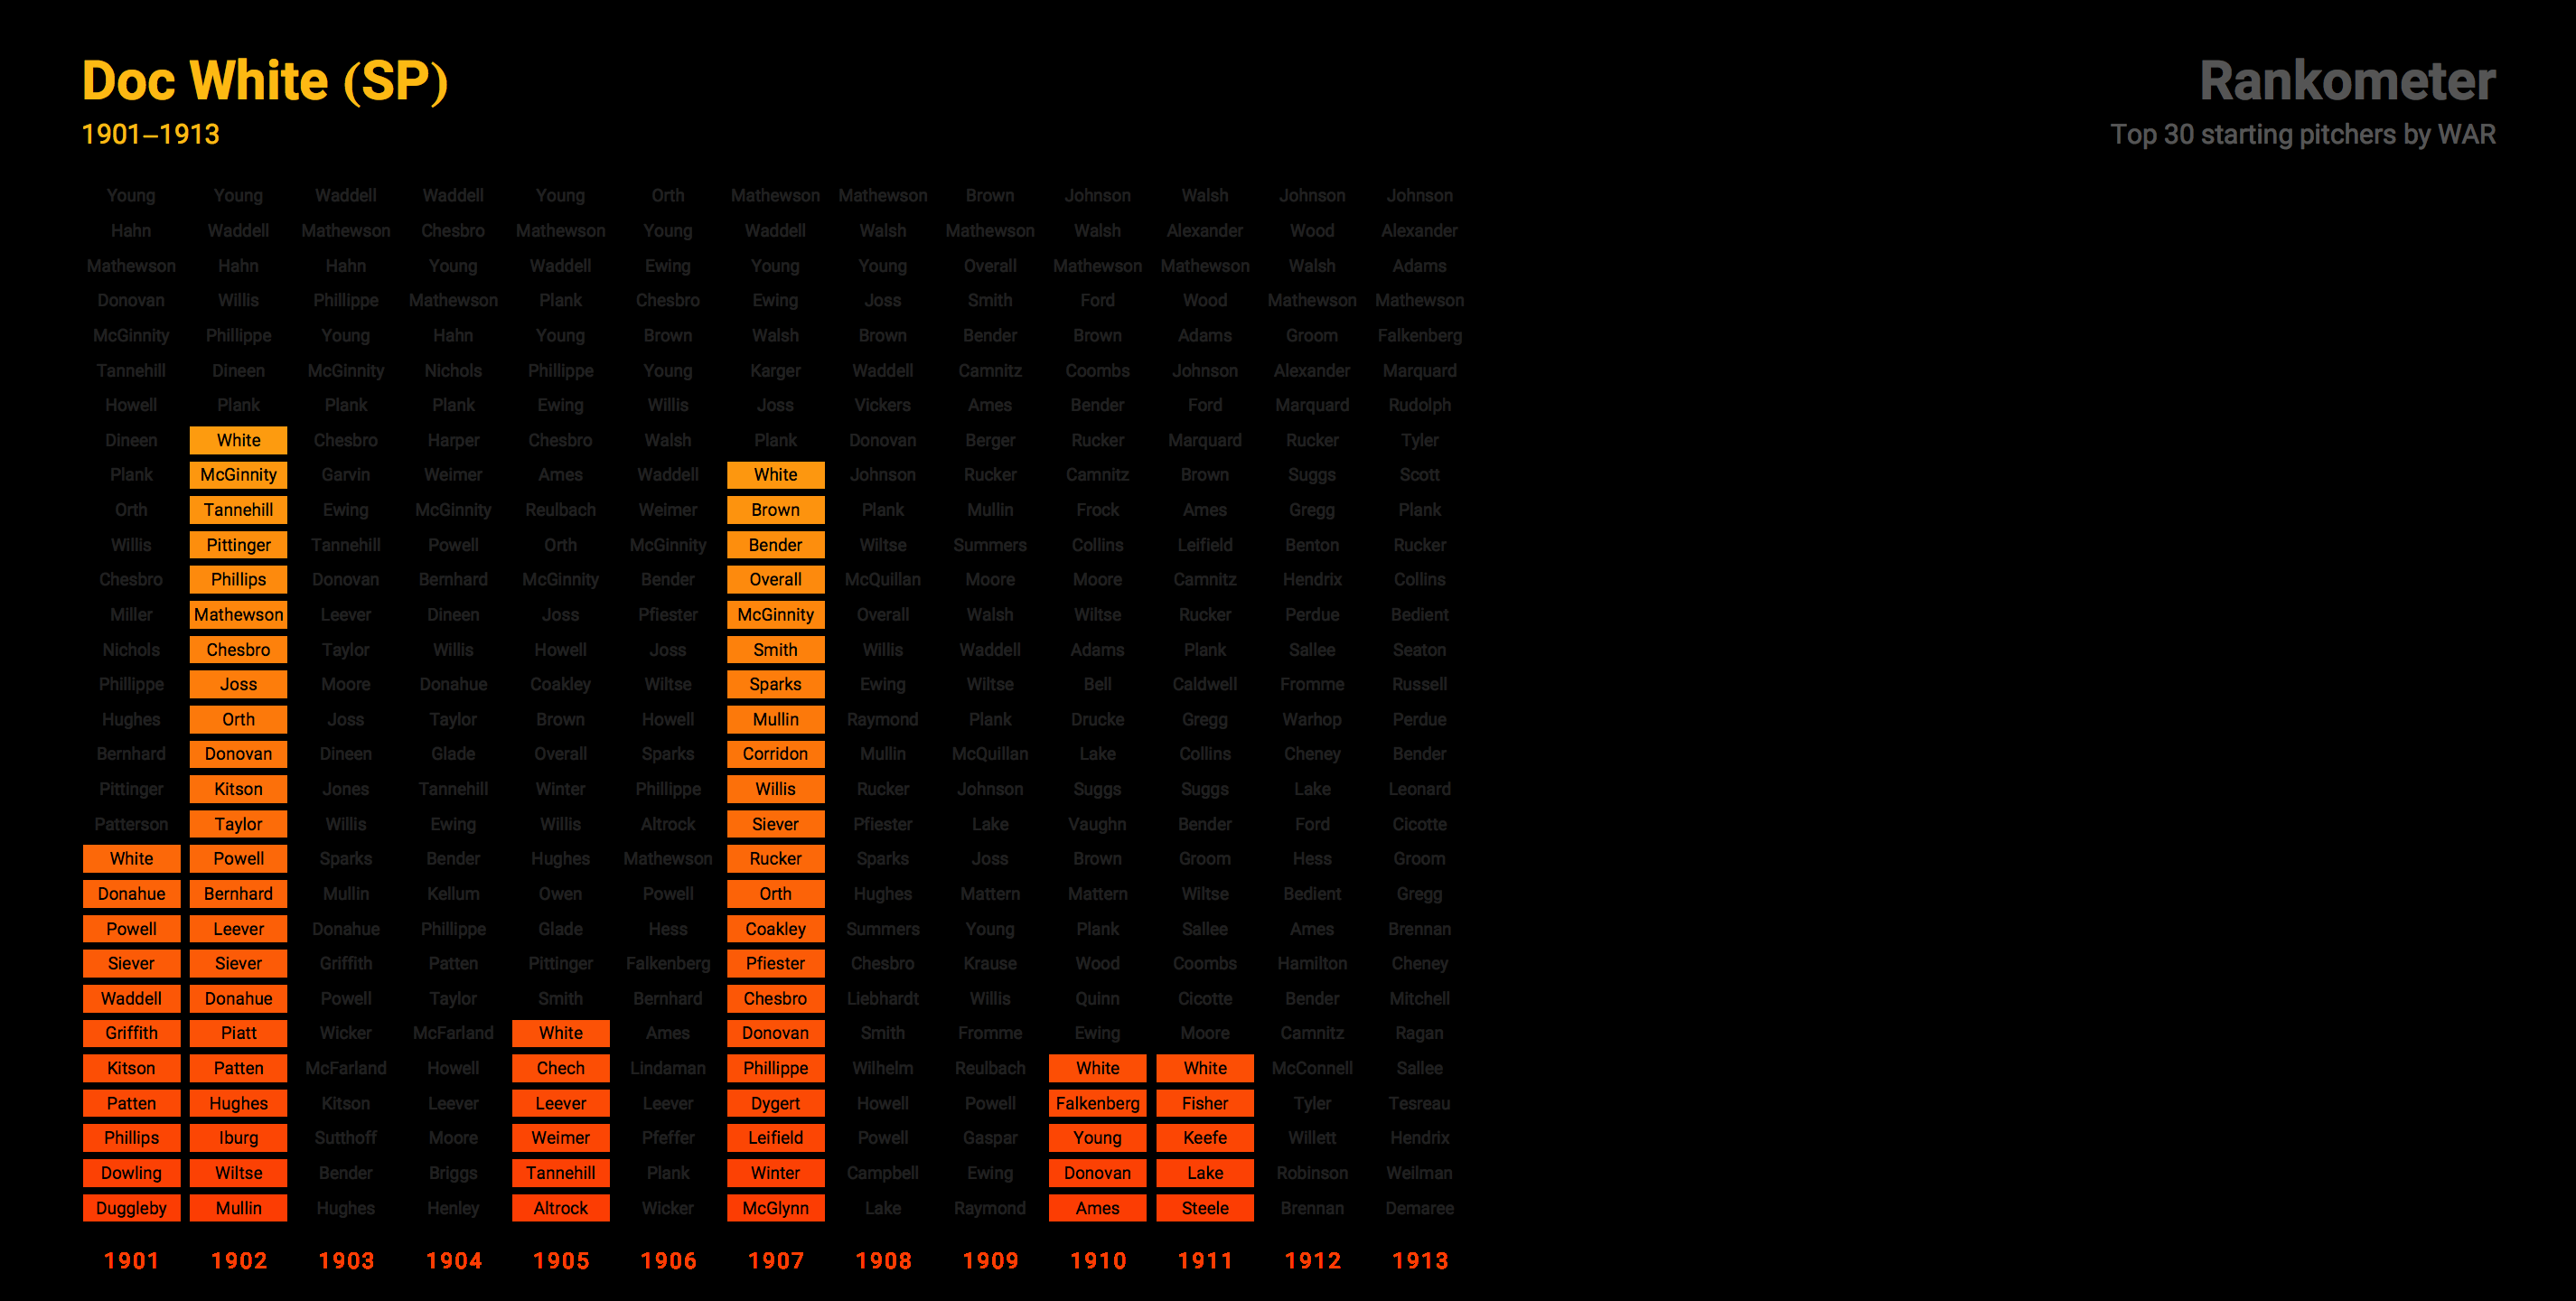 Doc White (SP)
1901–1913
Rankometer
Top 30 starting pitchers by WAR
Young Young Waddell Waddell Young Orth Mathewson Mathewson Brown Johnson Walsh Johnson Johnson
Hahn Waddell Mathewson Chesbro Mathewson Young Waddell Walsh Mathewson Walsh Alexander Wood Alexander
Mathewson Hahn Hahn Young Waddell Ewing Young Young Overall Mathewson Mathewson Walsh Adams
Donovan Willis Phillippe Mathewson Plank Chesbro Ewing Joss Smith Ford Wood Mathewson Mathewson
McGinnity Phillippe Young Hahn Young Brown Walsh Brown Bender Brown Adams Groom Falkenberg
Tannehill Dineen McGinnity Nichols Phillippe Young Karger Waddell Camnitz Coombs Johnson Alexander Marquard
Howell Plank Plank Plank Ewing Willis Joss Vickers Ames Bender Ford Marquard Rudolph
Dineen White Chesbro Harper Chesbro Walsh Plank Donovan Berger Rucker Marquard Rucker Tyler
Plank McGinnity Garvin Weimer Ames Waddell White Johnson Rucker Camnitz Brown Suggs Scott
Orth Tannehill Ewing McGinnity Reulbach Weimer Brown Plank Mullin Frock Ames Gregg Plank
Willis Pittinger Tannehill Powell Orth McGinnity Bender Wiltse Summers Collins Leifield Benton Rucker
Chesbro Phillips Donovan Bernhard McGinnity Bender Overall McQuillan Moore Moore Camnitz Hendrix Collins
Miller Mathewson Leever Dineen Joss Pfiester McGinnity Overall Walsh Wiltse Rucker Perdue Bedient
Nichols Chesbro Taylor Willis Howell Joss Smith Willis Waddell Adams Plank Sallee Seaton
Phillippe Joss Moore Donahue Coakley Wiltse Sparks Ewing Wiltse Bell Caldwell Fromme Russell
Hughes Orth Joss Taylor Brown Howell Mullin Raymond Plank Drucke Gregg Warhop Perdue
Bernhard Donovan Dineen Glade Overall Sparks Corridon Mullin McQuillan Lake Collins Cheney Bender
Pittinger Kitson Jones Tannehill Winter Phillippe Willis Rucker Johnson Suggs Suggs Lake Leonard
Patterson Taylor Willis Ewing Willis Altrock Siever Pfiester Lake Vaughn Bender Ford Cicotte
White Powell Sparks Bender Hughes Mathewson Rucker Sparks Joss Brown Groom Hess Groom
Donahue Bernhard Mullin Kellum Owen Powell Orth Hughes Mattern Mattern Wiltse Bedient Gregg
Powell Leever Donahue Phillippe Glade Hess Coakley Summers Young Plank Sallee Ames Brennan
Siever Siever Griffith Patten Pittinger Falkenberg Pfiester Chesbro Krause Wood Coombs Hamilton Cheney
Waddell Donahue Powell Taylor Smith Bernhard Chesbro Liebhardt Willis Quinn Cicotte Bender Mitchell
Griffith Piatt Wicker McFarland White Ames Donovan Smith Fromme Ewing Moore Camnitz Ragan
Kitson Patten McFarland Howell Chech Lindaman Phillippe Wilhelm Reulbach White White McConnell Sallee
Patten Hughes Kitson Leever Leever Leever Dygert Howell Powell Falkenberg Fisher Tyler Tesreau
Phillips Iburg Sutthoff Moore Weimer Pfeffer Leifield Powell Gaspar Young Keefe Willett Hendrix
Dowling Wiltse Bender Briggs Tannehill Plank Winter Campbell Ewing Donovan Lake Robinson Weilman
Duggleby Mullin Hughes Henley Altrock Wicker McGlynn Lake Raymond Ames Steele Brennan Demaree
1901 1902 1903 1904 1905 1906 1907 1908 1909 1910 1911 1912 1913